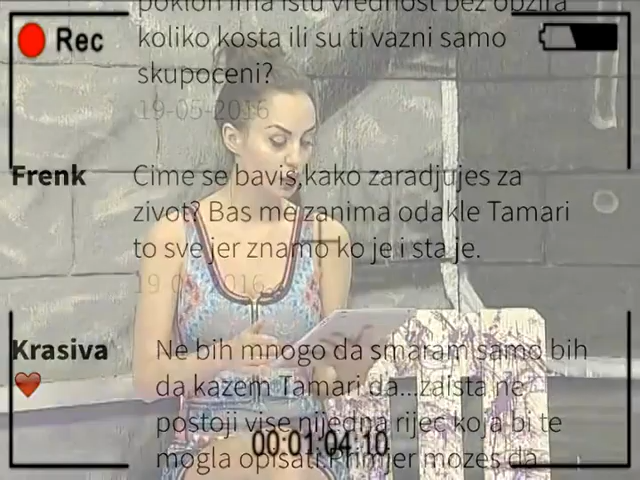 poklon ima istu vrednost bez obzira
Rec
koliko kosta ili su ti vazni samo
skupoceni?
19-05-2016
Frenk
Cime se bavis,kako zaradjujes za
zivot? Bas me zanima odakle Tamari
to sve jer znamo ko je i sta je.
2016
Krasiva
Ne bih mnogo da smaram samo bih
da kazem Tamari da...zaista ne
postoji vise nijedna rijec koja bi te
00:01:04:10
mogla opisati.Primjer mozes da